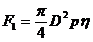 F₁ = π/4 D² p η